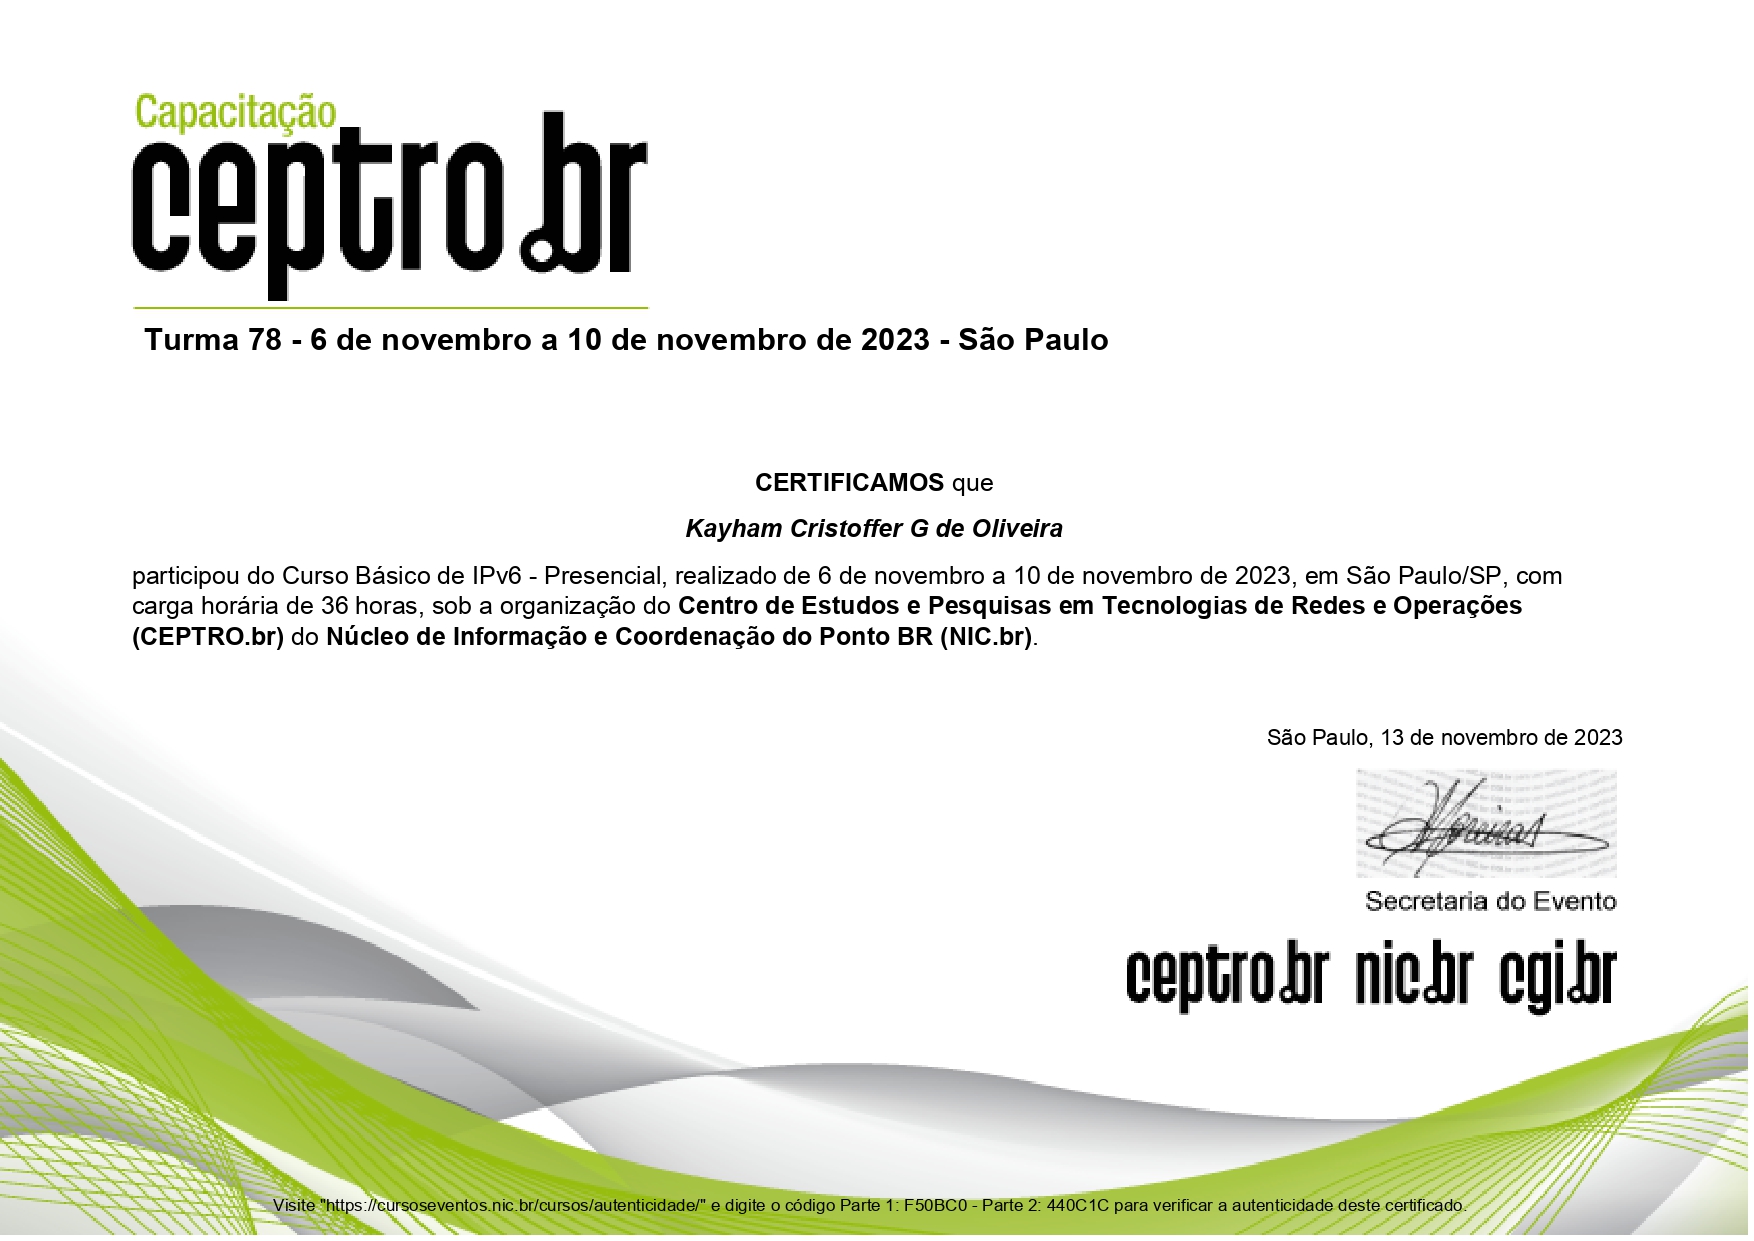 Capacitação
ceptro.br
Turma 78 - 6 de novembro a 10 de novembro de 2023 - São Paulo
CERTIFICAMOS que
Kayham Cristoffer G de Oliveira
participou do Curso Básico de IPv6 - Presencial, realizado de 6 de novembro a 10 de novembro de 2023, em São Paulo/SP, com
carga horária de 36 horas, sob a organização do Centro de Estudos e Pesquisas em Tecnologias de Redes e Operações
(CEPTRO.br) do Núcleo de Informação e Coordenação do Ponto BR (NIC.br).
São Paulo, 13 de novembro de 2023
Secretaria do Evento
ceptro.br nic.br cgi.br
Visite "https://cursoseventos.nic.br/cursos/autenticidade/" e digite o código Parte 1: F50BC0 - Parte 2: 440C1C para verificar a autenticidade deste certificado.